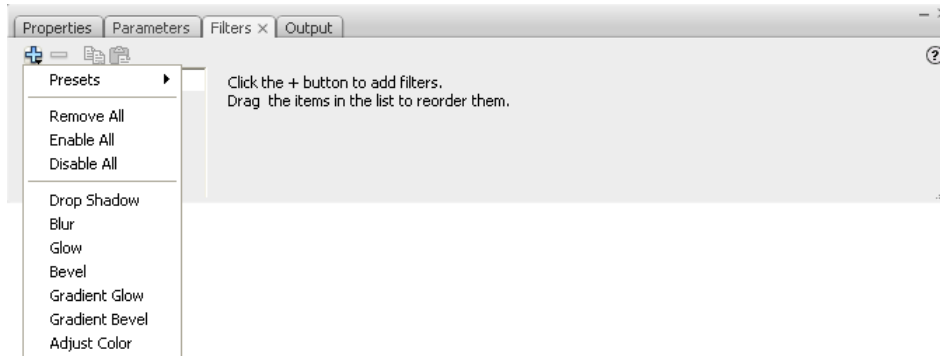 Properties Parameters Filters × Output
Presets
Click the + button to add filters.
Drag the items in the list to reorder them.
Remove All
Enable All
Disable All
Drop Shadow
Blur
Glow
Bevel
Gradient Glow
Gradient Bevel
Adjust Color